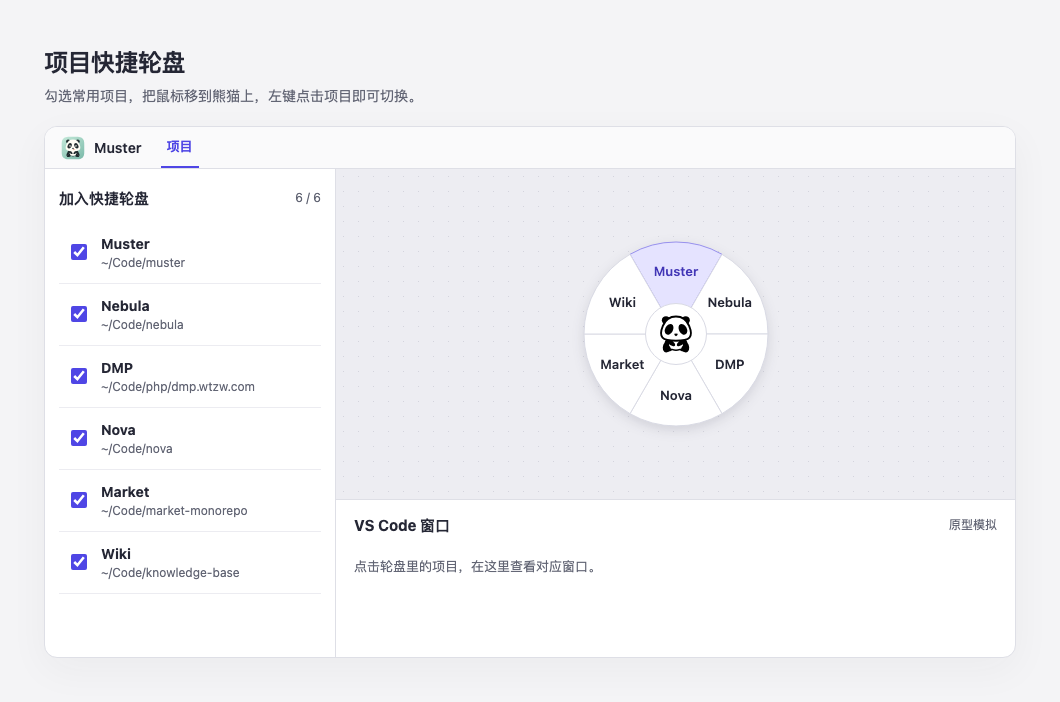 项目快捷轮盘
勾选常用项目，把鼠标移到熊猫上，左键点击项目即可切换。
Muster
项目
加入快捷轮盘
6 / 6
Muster
~/Code/muster
Nebula
~/Code/nebula
DMP
~/Code/php/dmp.wtzw.com
Nova
~/Code/nova
Market
~/Code/market-monorepo
Wiki
~/Code/knowledge-base
Muster
Wiki
Nebula
Market
DMP
Nova
VS Code 窗口
原型模拟
点击轮盘里的项目，在这里查看对应窗口。